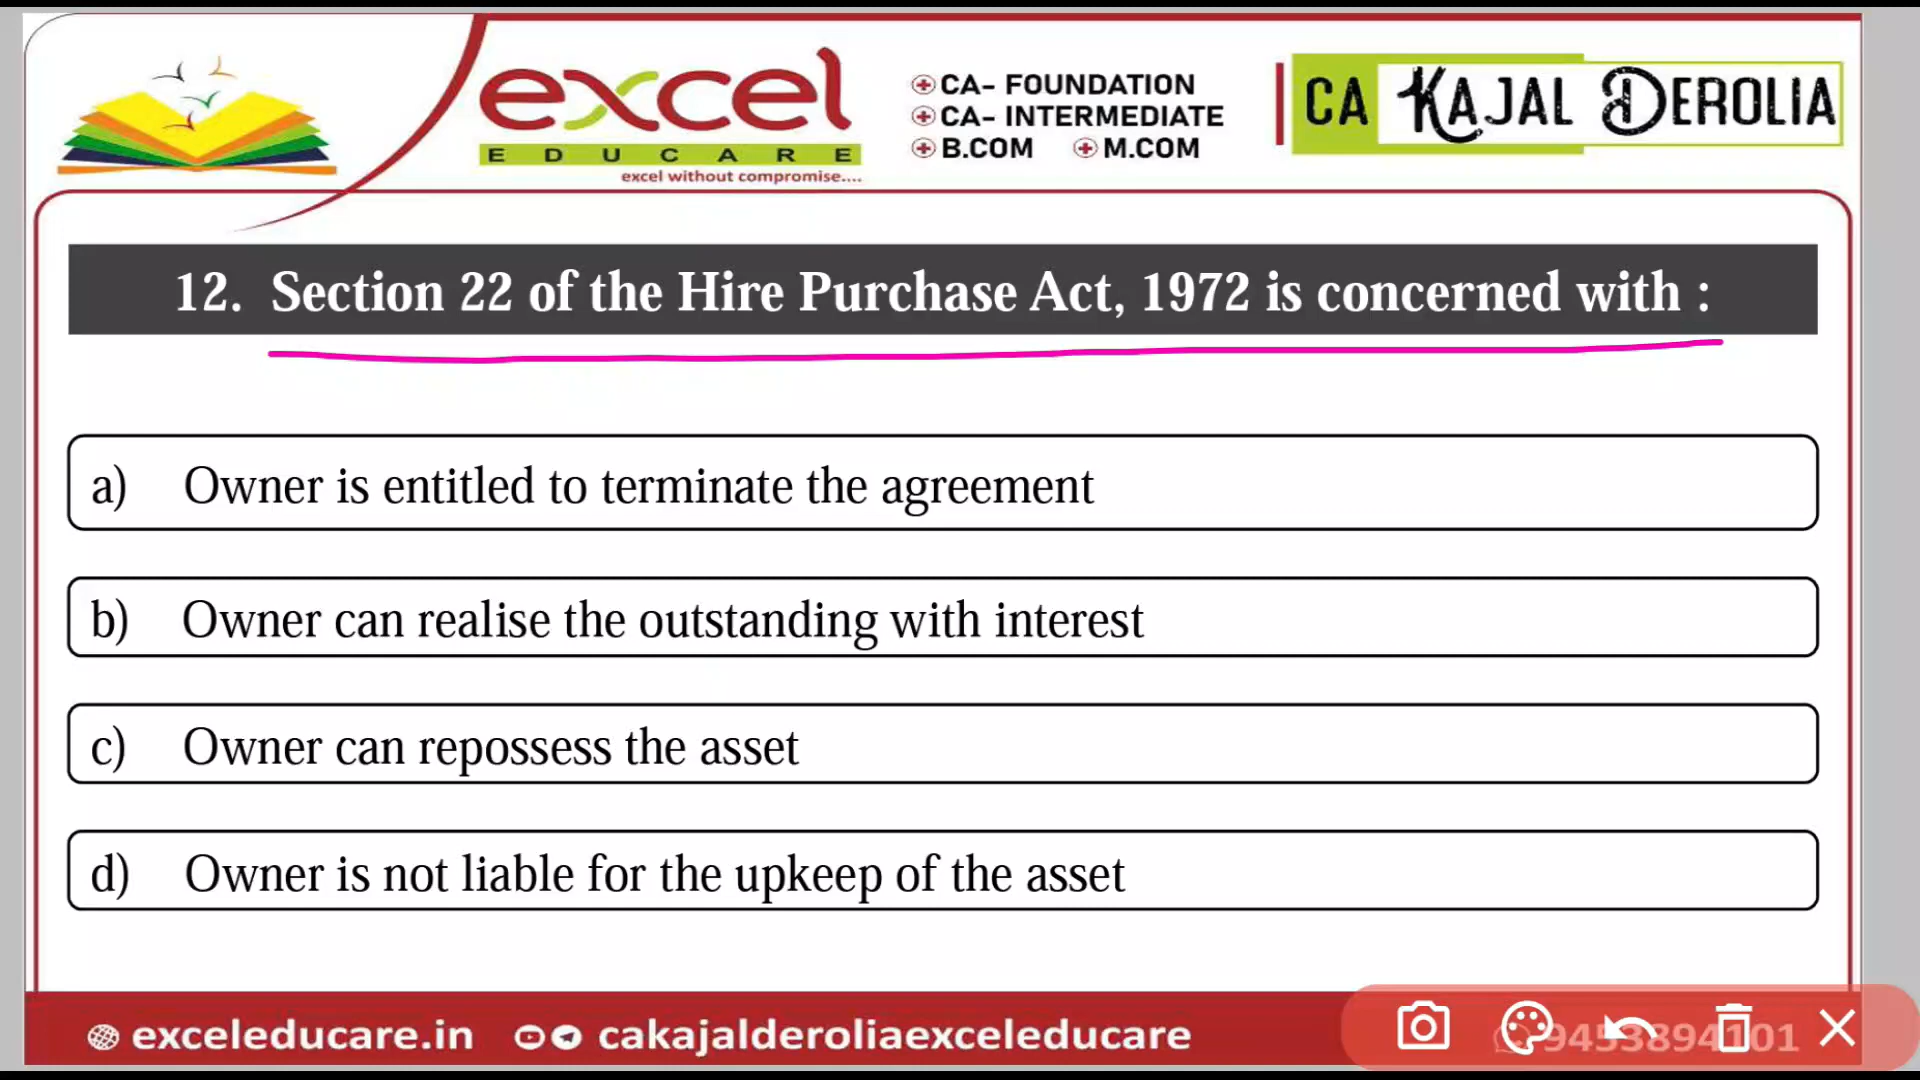 excel
EDUCARE
excel without compromise....
CA- FOUNDATION
CA- INTERMEDIATE
B.COM M.COM
CA KAJAL DEROLIA
12. Section 22 of the Hire Purchase Act, 1972 is concerned with :
a) Owner is entitled to terminate the agreement
b) Owner can realise the outstanding with interest
c) Owner can repossess the asset
d) Owner is not liable for the upkeep of the asset
exceleducare.in cakajalderoliaexceleducare 9453894101